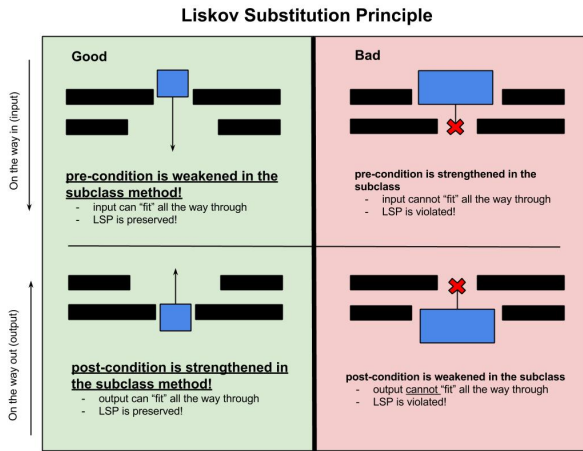 Liskov Substitution Principle
On the way in (input)
Good
pre-condition is weakened in the
subclass method!
- input can “fit” all the way through
- LSP is preserved!
Bad
pre-condition is strengthened in the
subclass
- input cannot “fit” all the way through
- LSP is violated!
On the way out (output)
post-condition is strengthened in
the subclass method!
- output can “fit” all the way through
- LSP is preserved!
post-condition is weakened in the subclass
- output cannot “fit” all the way through
- LSP is violated!